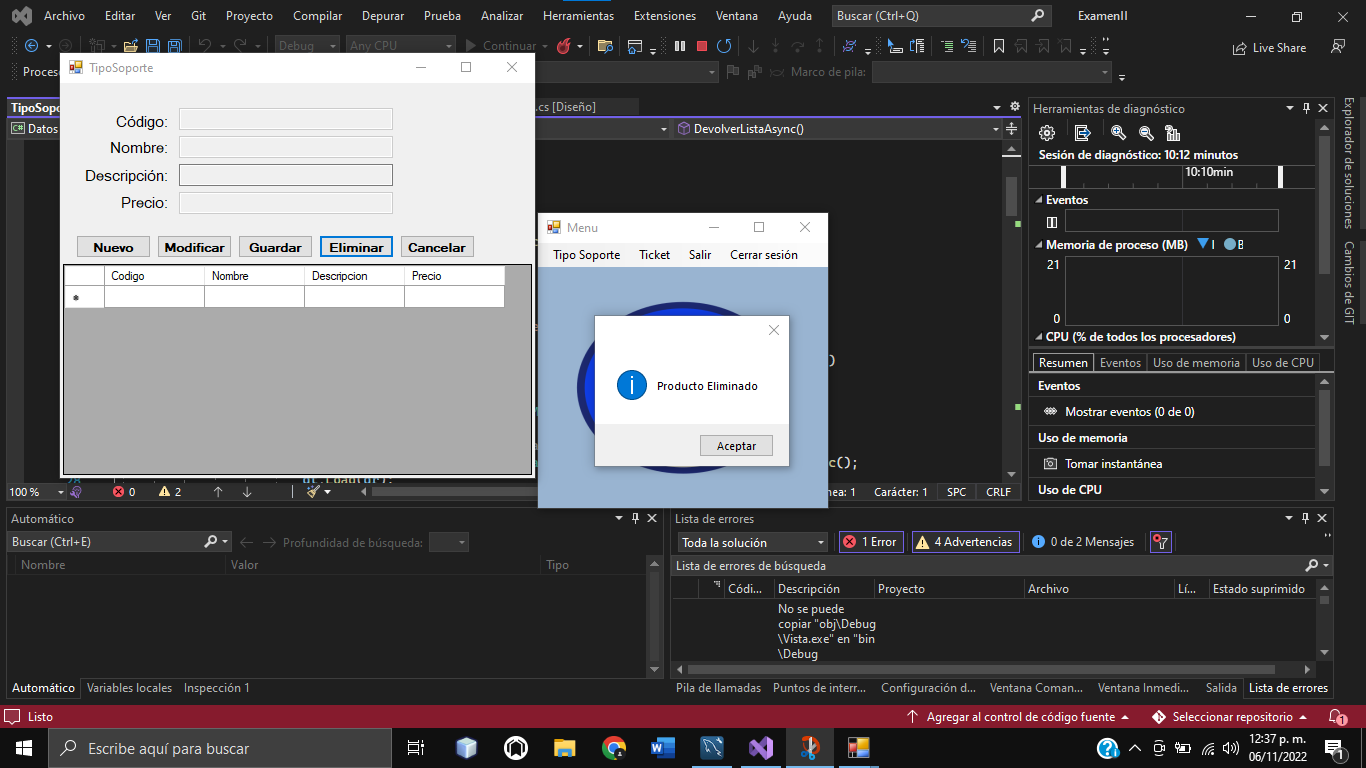 Archivo Editar Ver Git Proyecto Compilar Depurar Prueba Analizar Herramientas Extensiones Ventana Ayuda Buscar (Ctrl+Q) ExamenII
Debug Any CPU Continuar Live Share
Marco de pila:
TipoSoporte
Código:
Nombre:
Descripción:
Precio:
Nuevo Modificar Guardar Eliminar Cancelar
Codigo Nombre Descripcion Precio
.cs [Diseño]
Datos
DevolverListaAsync()
Menu
Tipo Soporte Ticket Salir Cerrar sesión
Producto Eliminado
Aceptar
100 % 0 2
Carácter: 1 SPC CRLF
Herramientas de diagnóstico
Sesión de diagnóstico: 10:12 minutos
10:10min
Eventos
Memoria de proceso (MB)
21 21
0 0
CPU (% de todos los procesadores)
Resumen Eventos Uso de memoria Uso de CPU
Eventos
Mostrar eventos (0 de 0)
Uso de memoria
Tomar instantánea
Uso de CPU
Explorador de soluciones
Cambios de GIT
Automático
Buscar (Ctrl+E) Profundidad de búsqueda:
Nombre Valor Tipo
Automático Variables locales Inspección 1
Lista de errores
Toda la solución 1 Error 4 Advertencias 0 de 2 Mensajes
Lista de errores de búsqueda
Códi... Descripción Proyecto Archivo Lí... Estado suprimido
No se puede
copiar "obj\Debug
\Vista.exe" en "bin
\Debug
Pila de llamadas Puntos de interr... Configuración d... Ventana Coman... Ventana Inmedi... Salida Lista de errores
Listo Agregar al control de código fuente Seleccionar repositorio 1
Escribe aquí para buscar
12:37 p. m.
06/11/2022
1